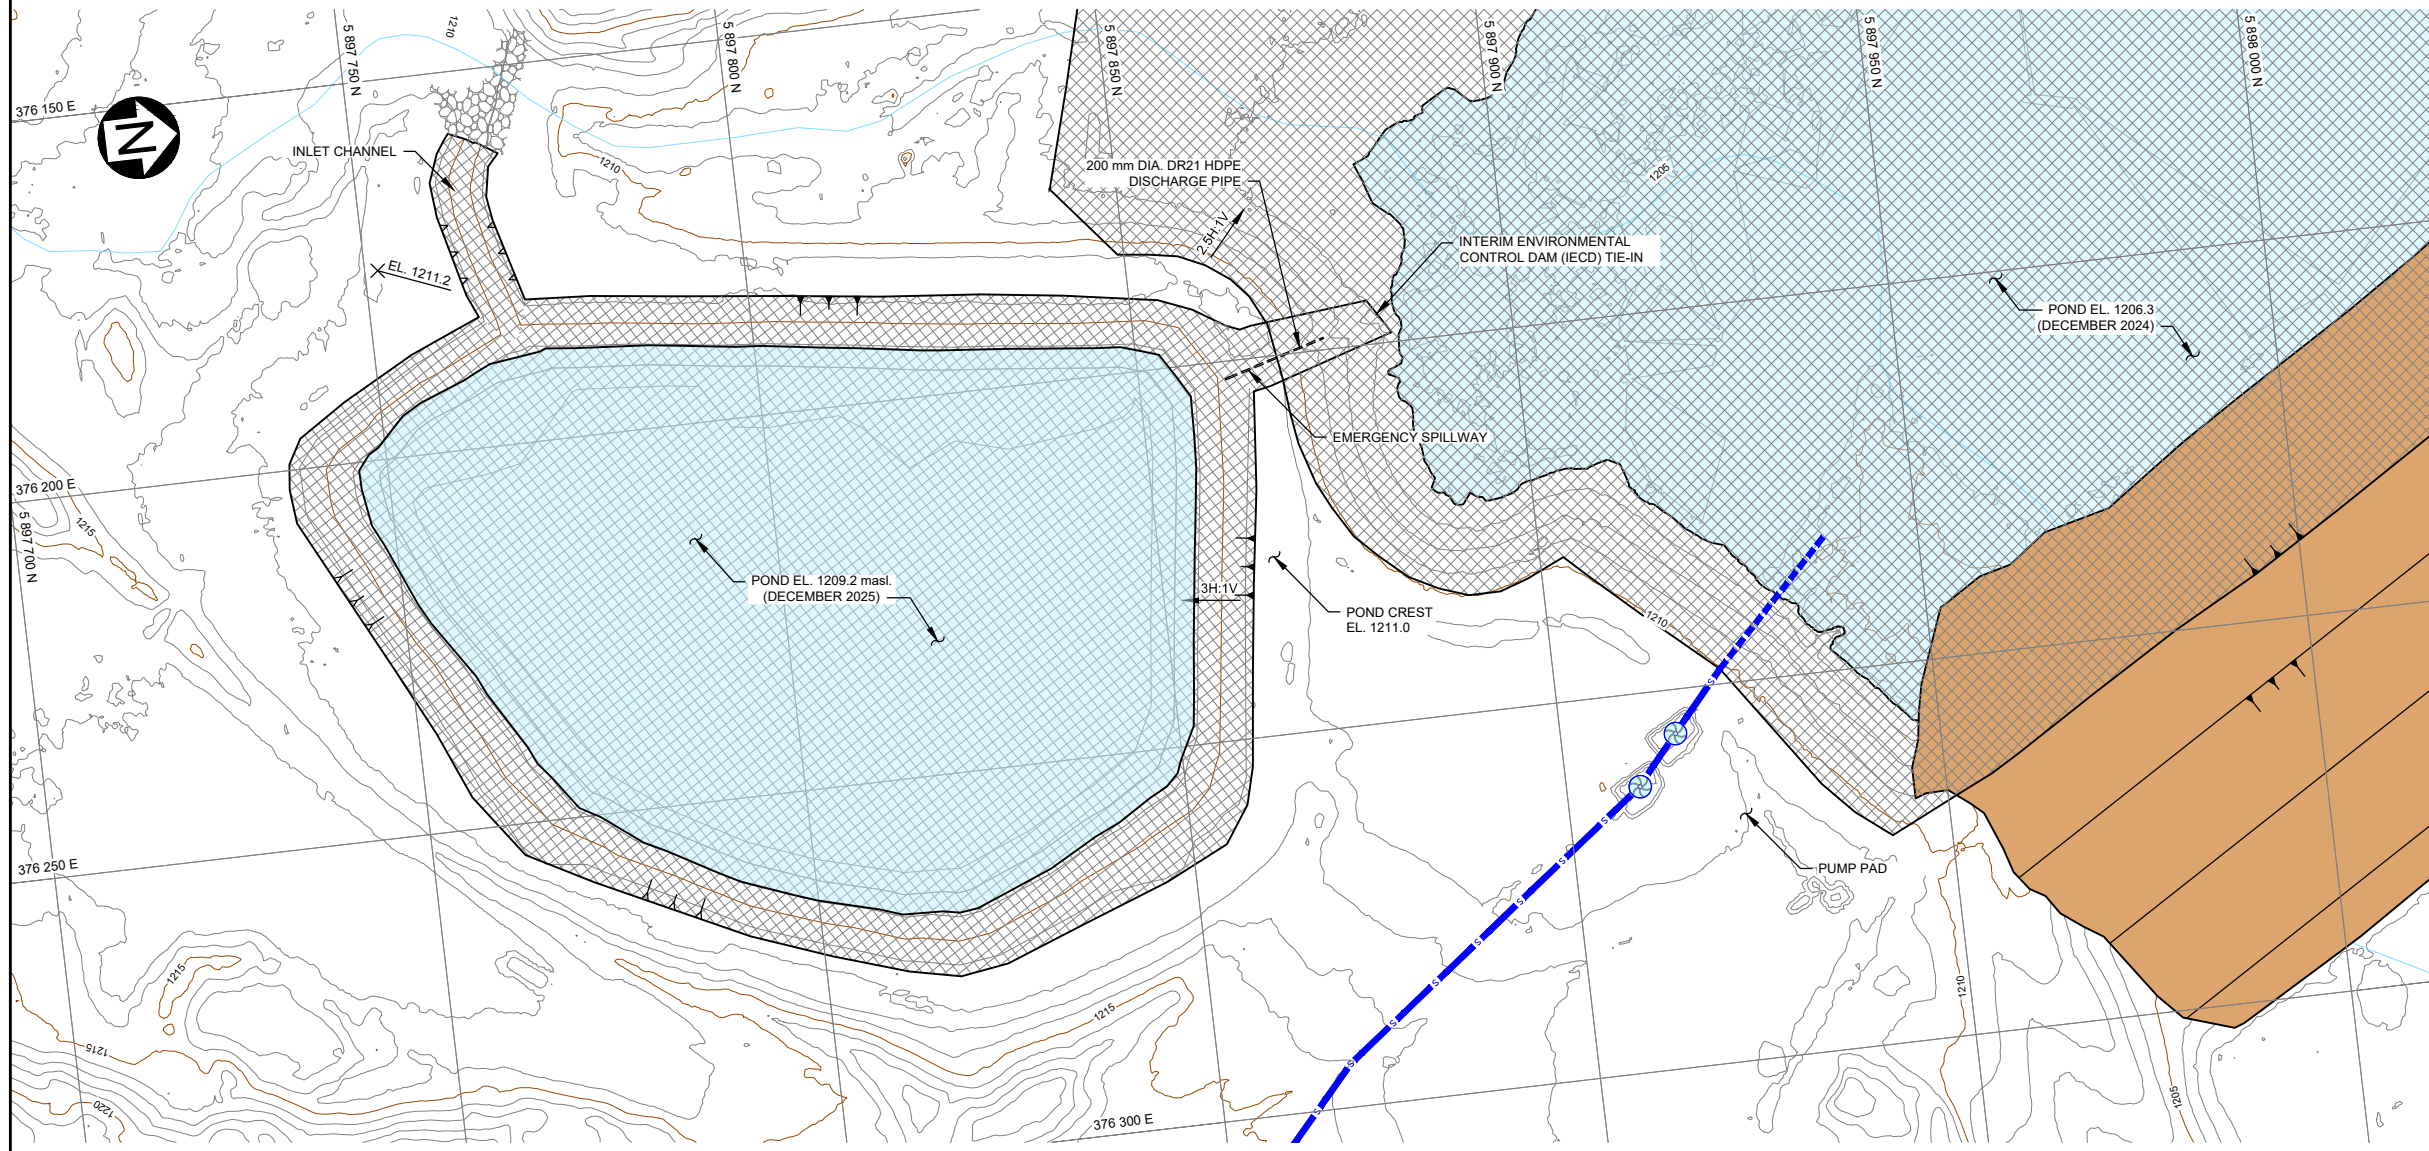 1210
5 897 750 N
5 897 800 N
5 897 850 N
5 897 900 N
5 897 950 N
5 898 000 N
376 150 E
N
INLET CHANNEL
1210
200 mm DIA. DR21 HDPE
DISCHARGE PIPE
1205
2.5H:1V
INTERIM ENVIRONMENTAL
CONTROL DAM (IECD) TIE-IN
EL. 1211.2
POND EL. 1206.3
(DECEMBER 2024)
EMERGENCY SPILLWAY
376 200 E
1215
5 897 700 N
POND EL. 1209.2 masl.
(DECEMBER 2025)
3H:1V
POND CREST
EL. 1211.0
1210
S
S
S
S
S
S
S
S
S
PUMP PAD
376 250 E
1215
1215
1210
1215
1220
1205
376 300 E